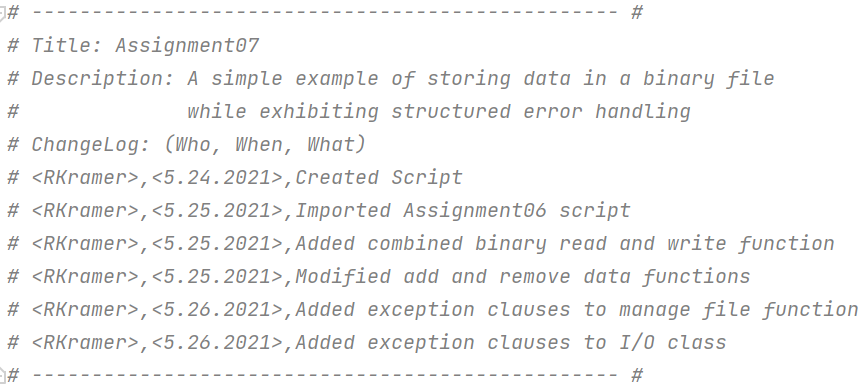 # ------------------------------------------------- #
# Title: Assignment07
# Description: A simple example of storing data in a binary file
#              while exhibiting structured error handling
# ChangeLog: (Who, When, What)
# <RKramer>,<5.24.2021>,Created Script
# <RKramer>,<5.25.2021>,Imported Assignment06 script
# <RKramer>,<5.25.2021>,Added combined binary read and write function
# <RKramer>,<5.25.2021>,Modified add and remove data functions
# <RKramer>,<5.26.2021>,Added exception clauses to manage file function
# <RKramer>,<5.26.2021>,Added exception clauses to I/O class
# ------------------------------------------------- #